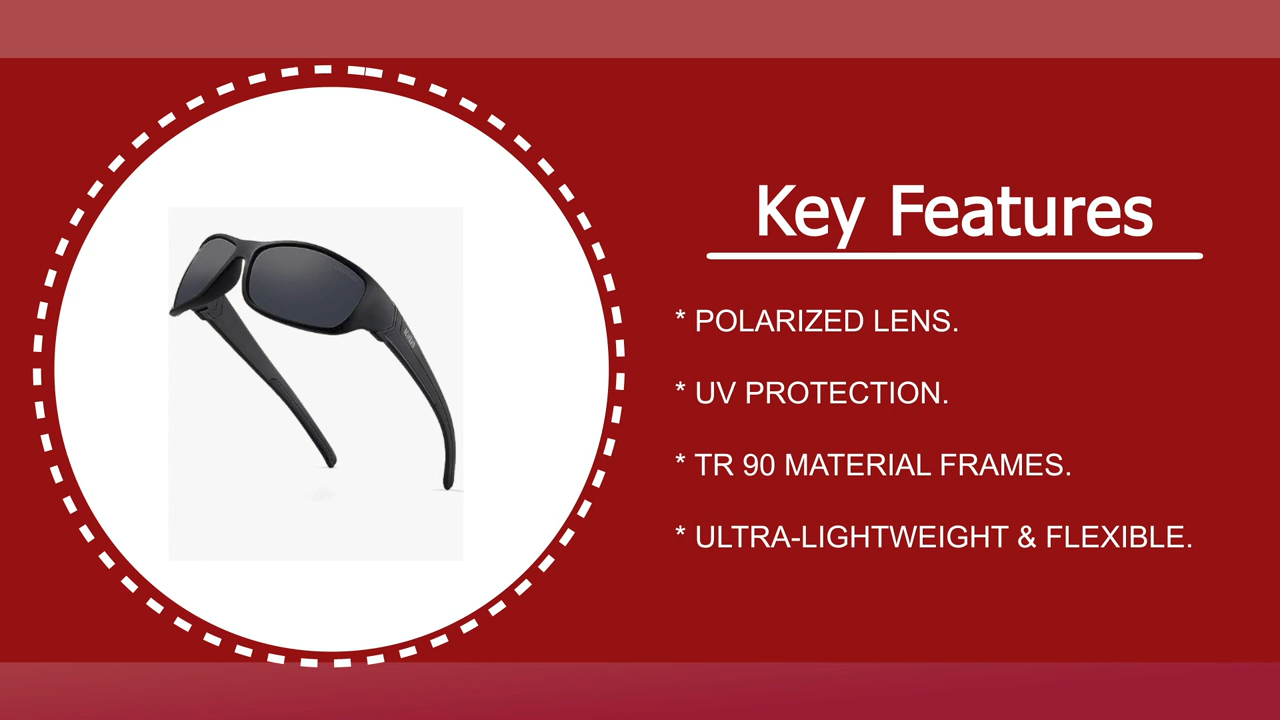 Key Features
* POLARIZED LENS.
* UV PROTECTION.
* TR 90 MATERIAL FRAMES.
* ULTRA-LIGHTWEIGHT & FLEXIBLE.